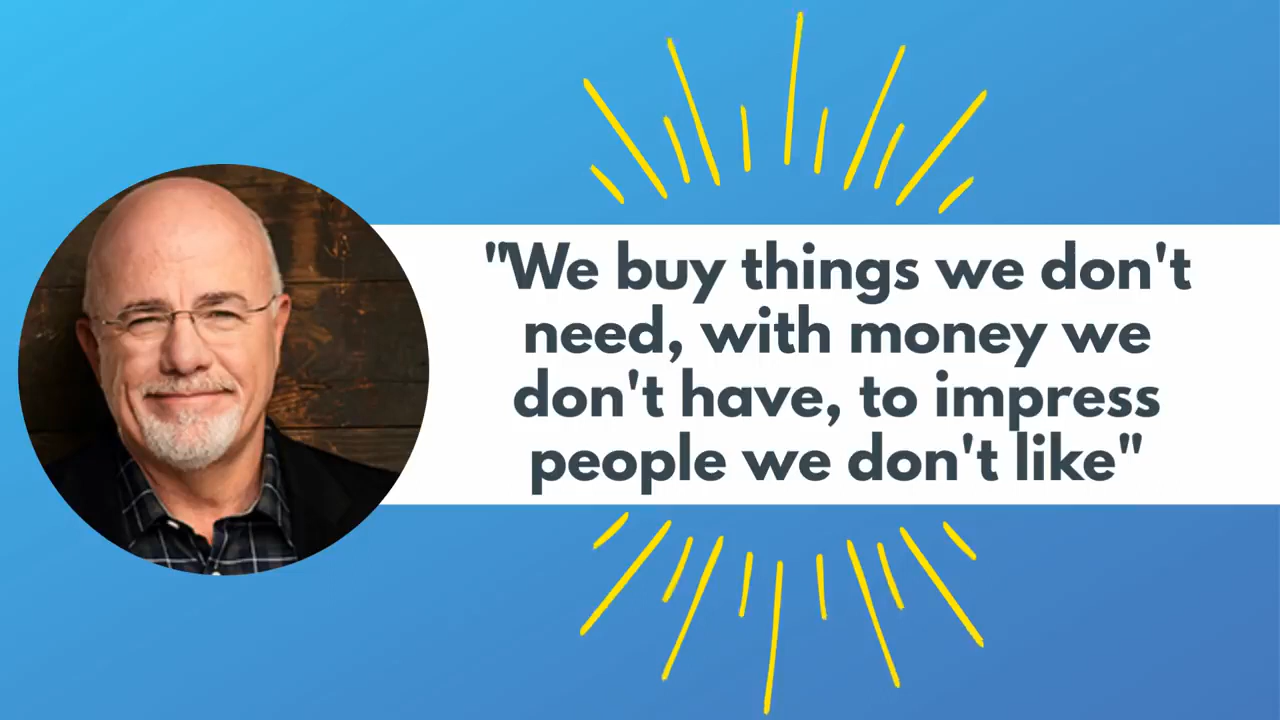 "We buy things we don't
need, with money we
don't have, to impress
people we don't like"